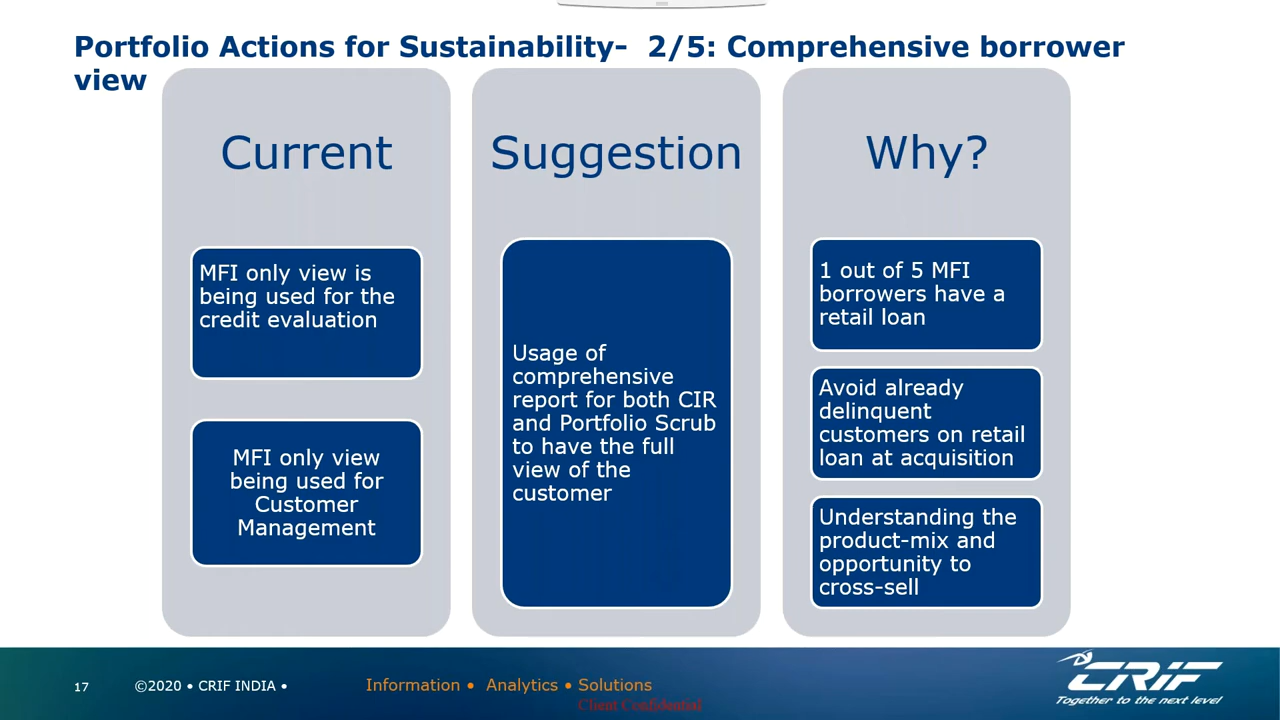 Portfolio Actions for Sustainability-  2/5: Comprehensive borrower
view
Current
MFI only view is
being used for the
credit evaluation
MFI only view
being used for
Customer
Management
Suggestion
Usage of
comprehensive
report for both CIR
and Portfolio Scrub
to have the full
view of the
customer
Why?
1 out of 5 MFI
borrowers have a
retail loan
Avoid already
delinquent
customers on retail
loan at acquisition
Understanding the
product-mix and
opportunity to
cross-sell
17
©2020 • CRIF INDIA •
Information • Analytics • Solutions
Client Confidential
CRIF
Together to the next level